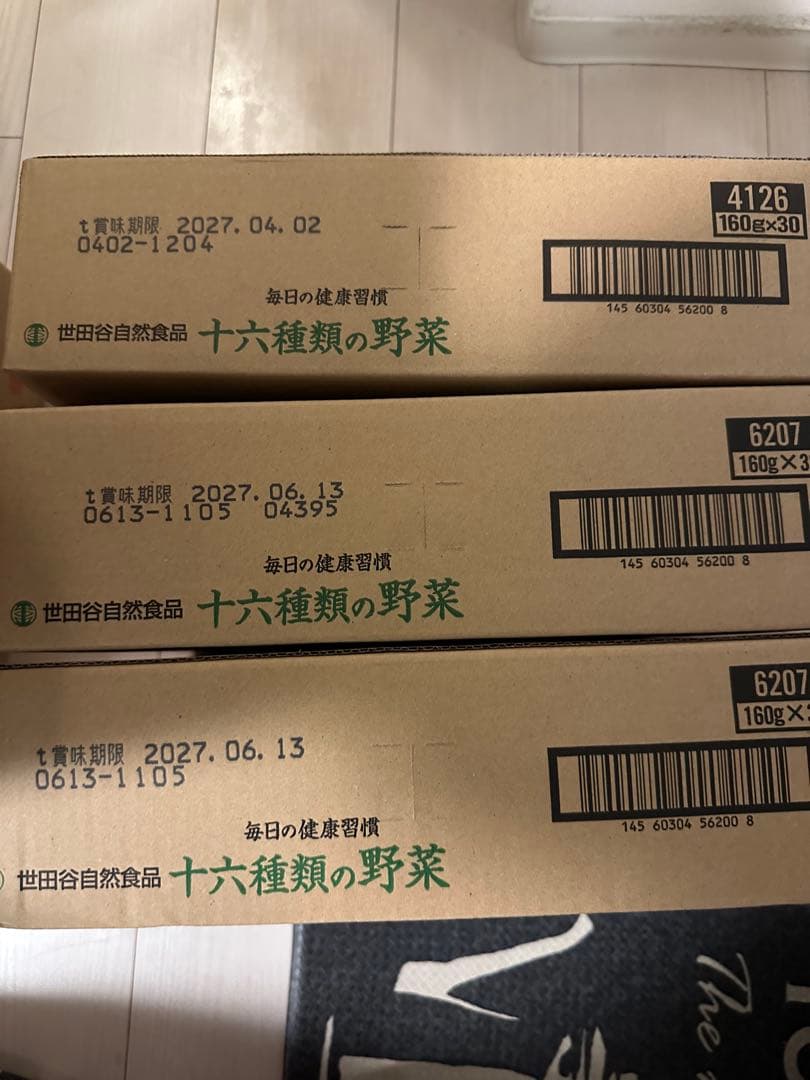 4126
160g×30
t賞味期限 2027.04.02
0402-1204
145 60304 56200 8
毎日の健康習慣
世田谷自然食品 十六種類の野菜
6207
160g×3
t賞味期限 2027.06.13
0613-1105 04395
145 60304 56200 8
毎日の健康習慣
世田谷自然食品 十六種類の野菜
6207
160g×
t賞味期限 2027.06.13
0613-1105
145 60304 56200 8
毎日の健康習慣
世田谷自然食品 十六種類の野菜
The